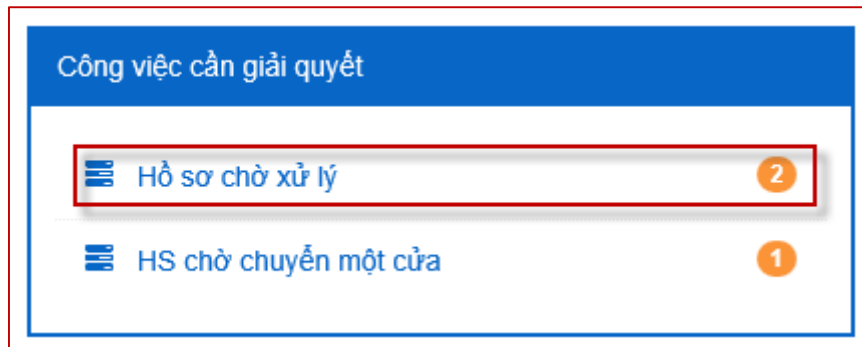 Công việc cần giải quyết
Hồ sơ chờ xử lý 2
HS chờ chuyển một cửa 1